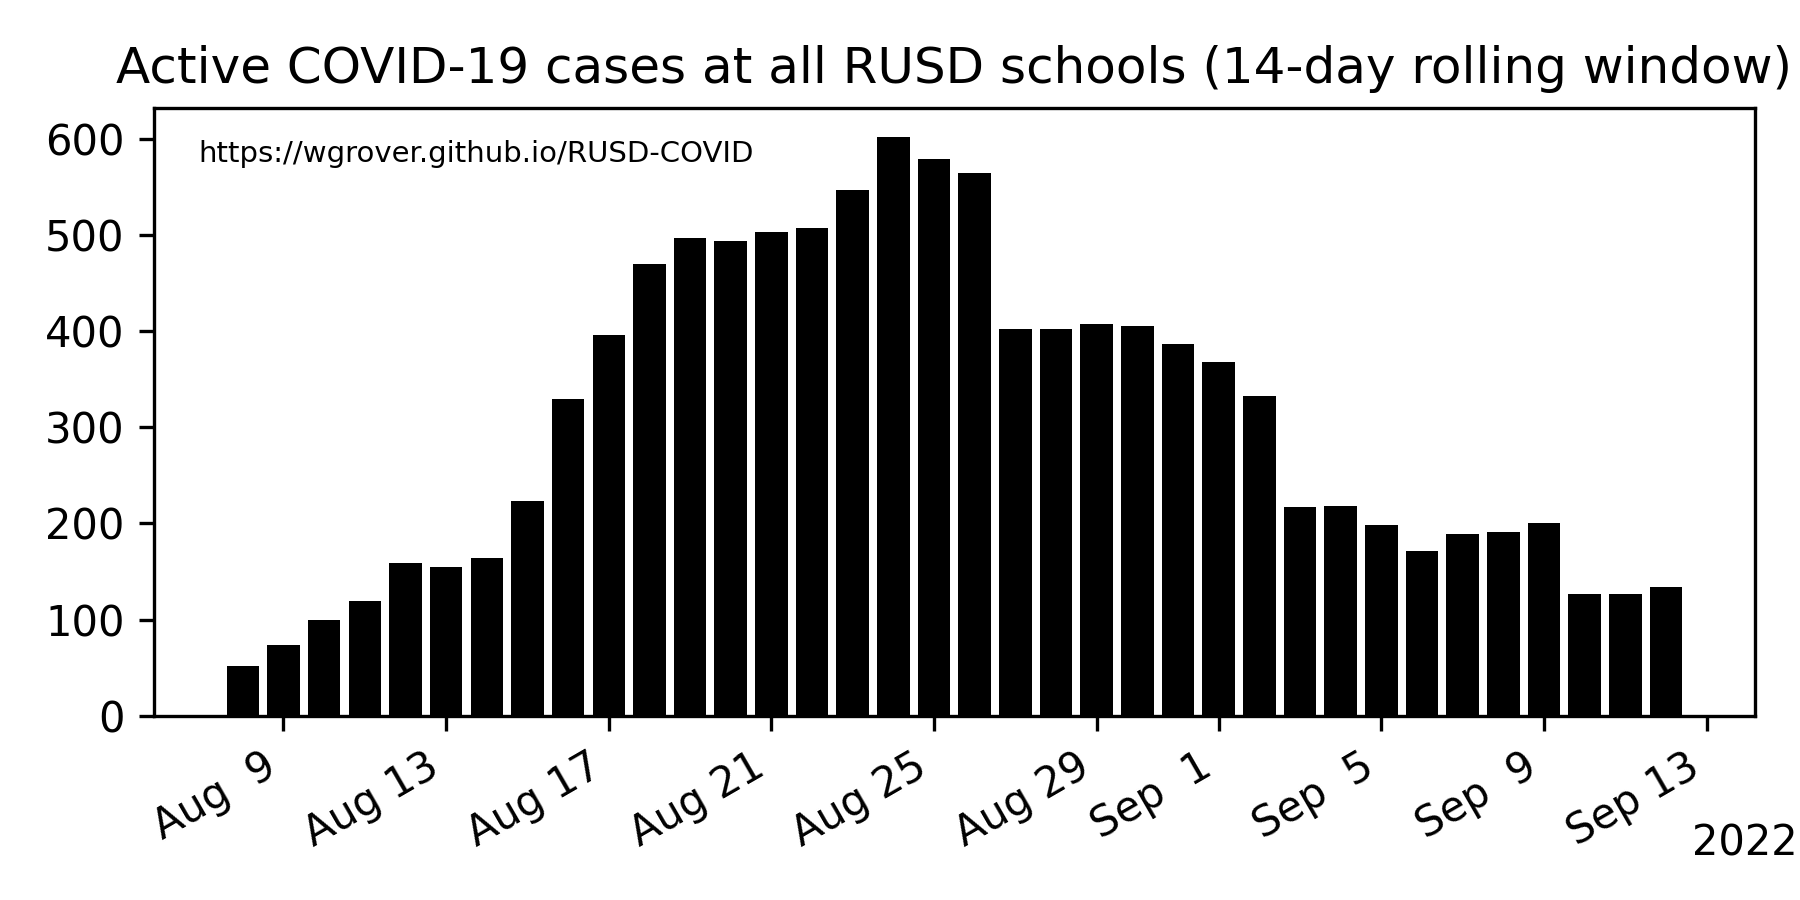 Active COVID-19 cases at all RUSD schools (14-day rolling window)
https://wgrover.github.io/RUSD-COVID
600
500
400
300
200
100
0
Aug 9
Aug 13
Aug 17
Aug 21
Aug 25
Aug 29
Sep 1
Sep 5
Sep 9
Sep 13
2022